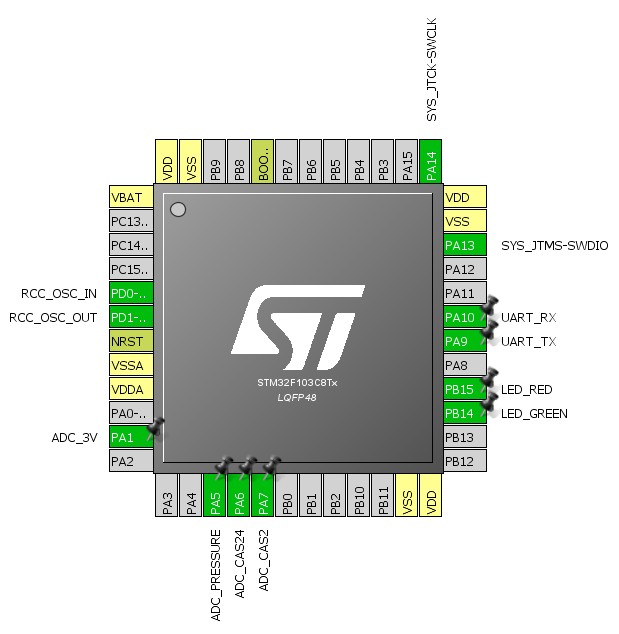 SYS_JTCK-SWCLK
VDD
VSS
PB9
PB8
BOO..
PB7
PB6
PB5
PB4
PB3
PA15
PA14
VBAT
PC13..
PC14..
PC15..
RCC_OSC_IN PD0-..
RCC_OSC_OUT PD1-..
NRST
VSSA
VDDA
PA0-..
ADC_3V PA1
PA2
ST
STM32F103C8Tx
LQFP48
VDD
VSS
PA13 SYS_JTMS-SWDIO
PA12
PA11
PA10 UART_RX
PA9 UART_TX
PA8
PB15 LED_RED
PB14 LED_GREEN
PB13
PB12
PA3
PA4
PA5
PA6
PA7
PB0
PB1
PB2
PB10
PB11
VSS
VDD
ADC_PRESSURE
ADC_CAS24
ADC_CAS2